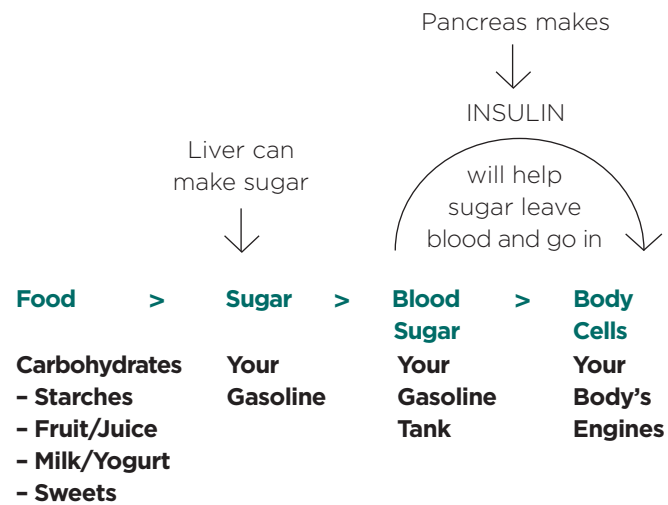 Pancreas makes
INSULIN
will help
sugar leave
blood and go in
Liver can
make sugar
Food > Sugar > Blood Sugar > Body Cells
Carbohydrates
– Starches
– Fruit/Juice
– Milk/Yogurt
– Sweets
Your
Gasoline
Your
Gasoline
Tank
Your
Body’s
Engines